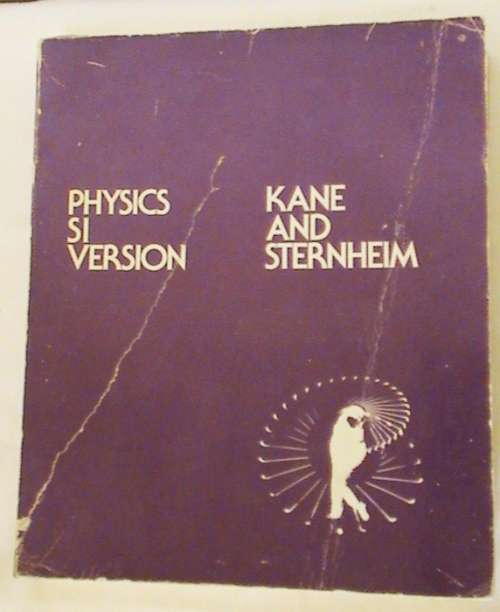 PHYSICS
SI
VERSION
KANE
AND
STERNHEIM